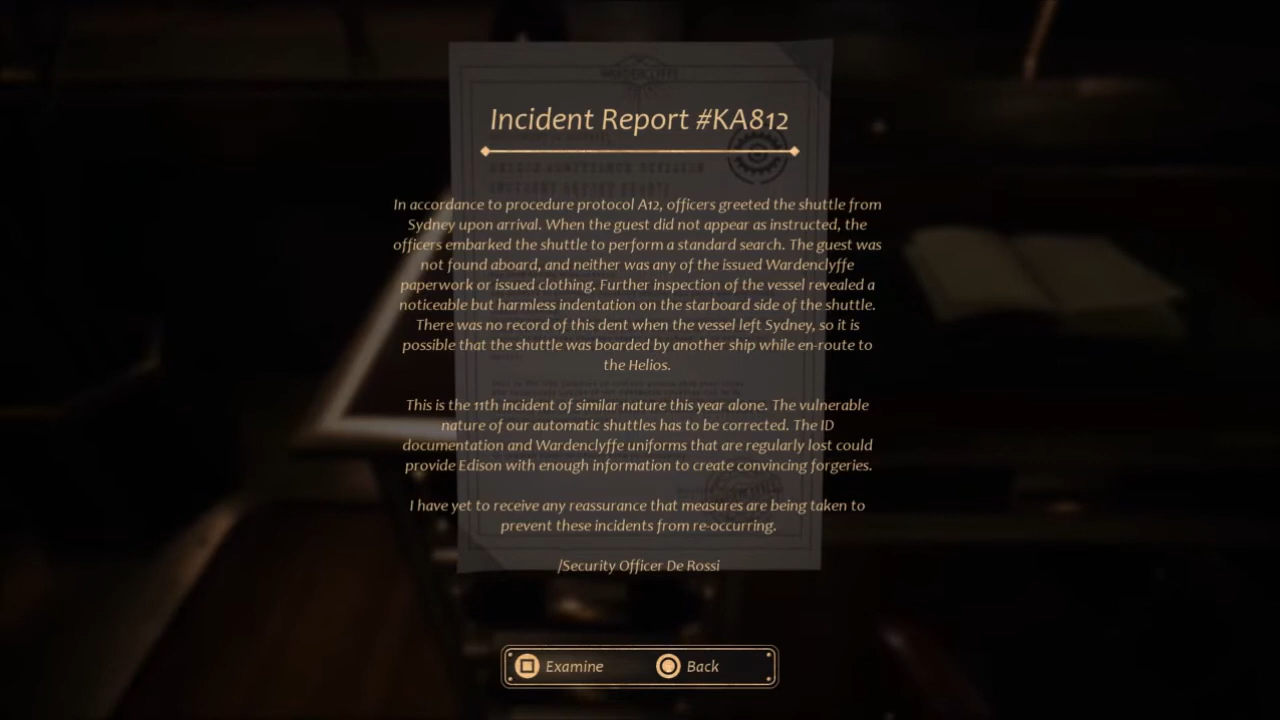 Incident Report #KA812
In accordance to procedure protocol A12, officers greeted the shuttle from
Sydney upon arrival. When the guest did not appear as instructed, the
officers embarked the shuttle to perform a standard search. The guest was
not found aboard, and neither was any of the issued Wardenclyffe
paperwork or issued clothing. Further inspection of the vessel revealed a
noticeable but harmless indentation on the starboard side of the shuttle.
There was no record of this dent when the vessel left Sydney, so it is
possible that the shuttle was boarded by another ship while en-route to
the Helios.
This is the 11th incident of similar nature this year alone. The vulnerable
nature of our automatic shuttles has to be corrected. The ID
documentation and Wardenclyffe uniforms that are regularly lost could
provide Edison with enough information to create convincing forgeries.
I have yet to receive any reassurance that measures are being taken to
prevent these incidents from re-occurring.
/Security Officer De Rossi
Examine Back